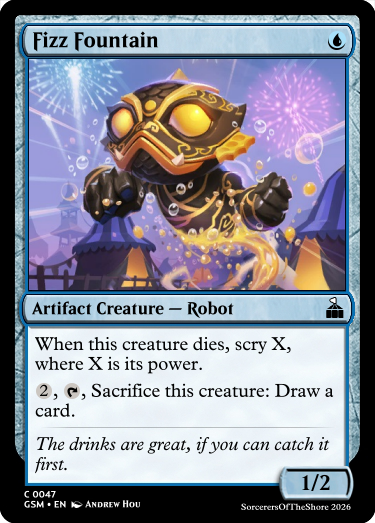 Fizz Fountain
Artifact Creature — Robot
When this creature dies, scry X,
where X is its power.
2, , Sacrifice this creature: Draw a
card.
The drinks are great, if you can catch it
first.
1/2
C 0047
GSM • EN Andrew Hou
SorcerersOfTheShore 2026